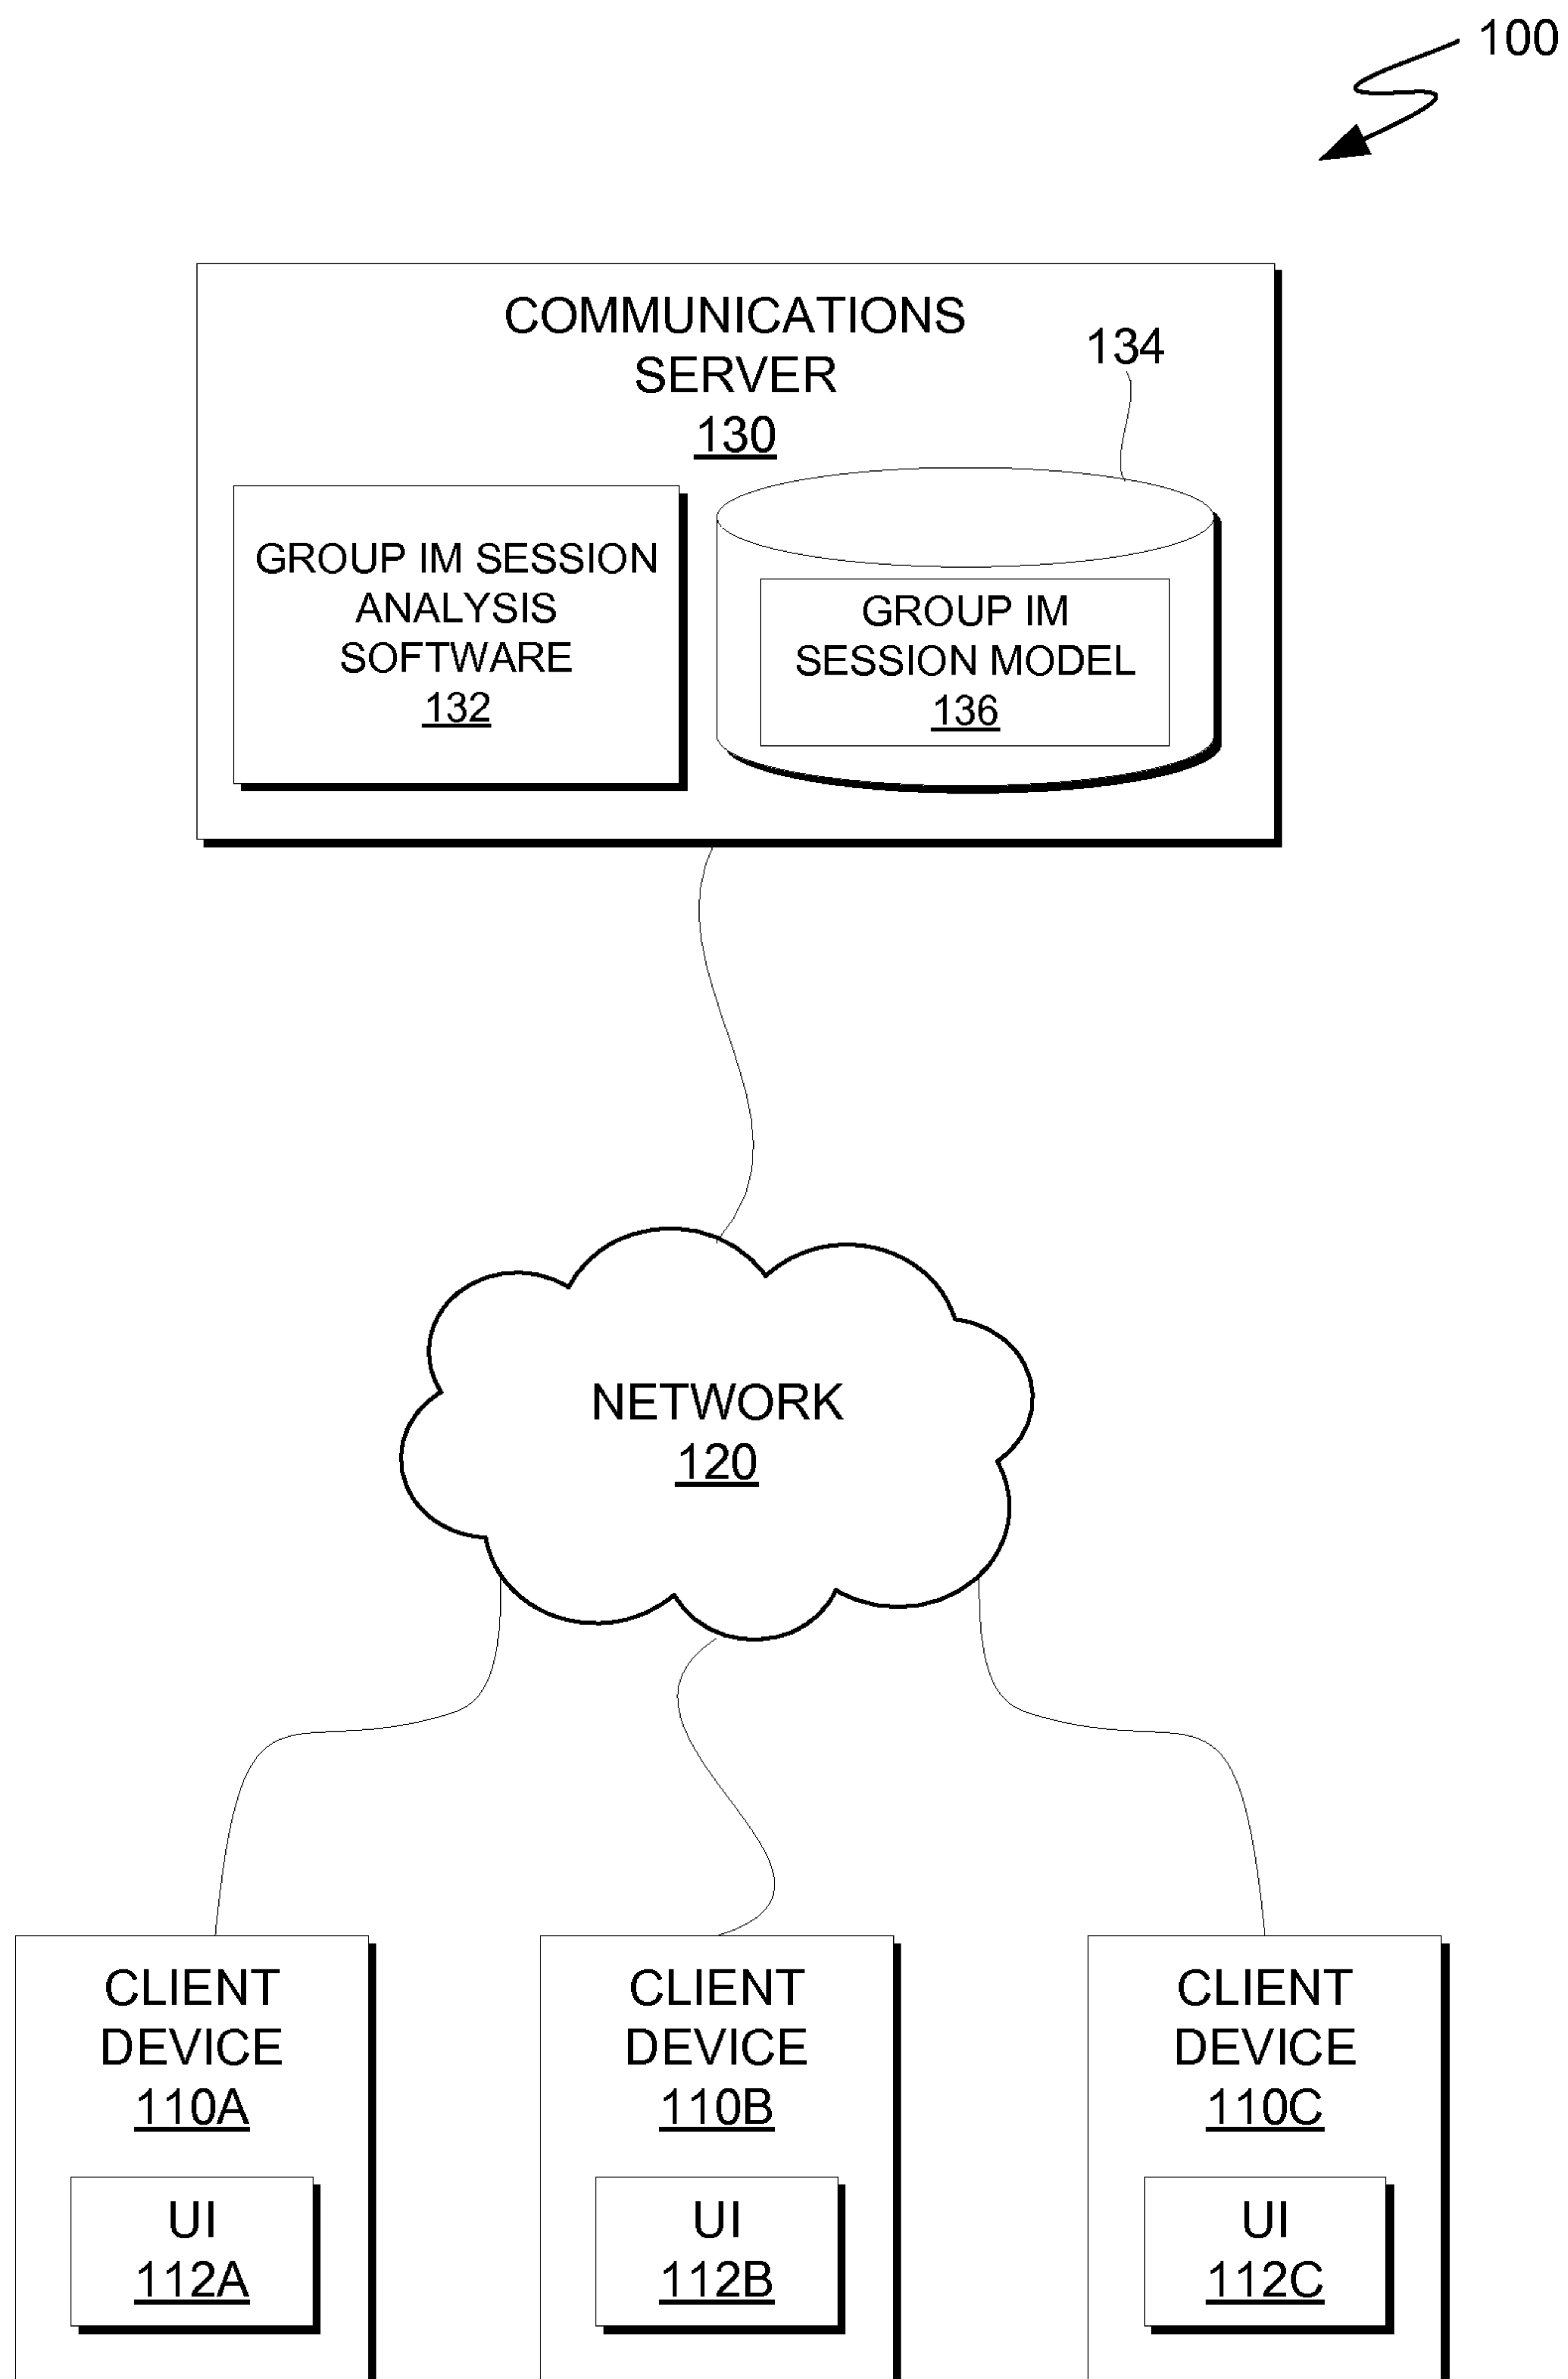 100
COMMUNICATIONS
SERVER
130
134
GROUP IM SESSION
ANALYSIS
SOFTWARE
132
GROUP IM
SESSION MODEL
136
NETWORK
120
CLIENT
DEVICE
110A
UI
112A
CLIENT
DEVICE
110B
UI
112B
CLIENT
DEVICE
110C
UI
112C